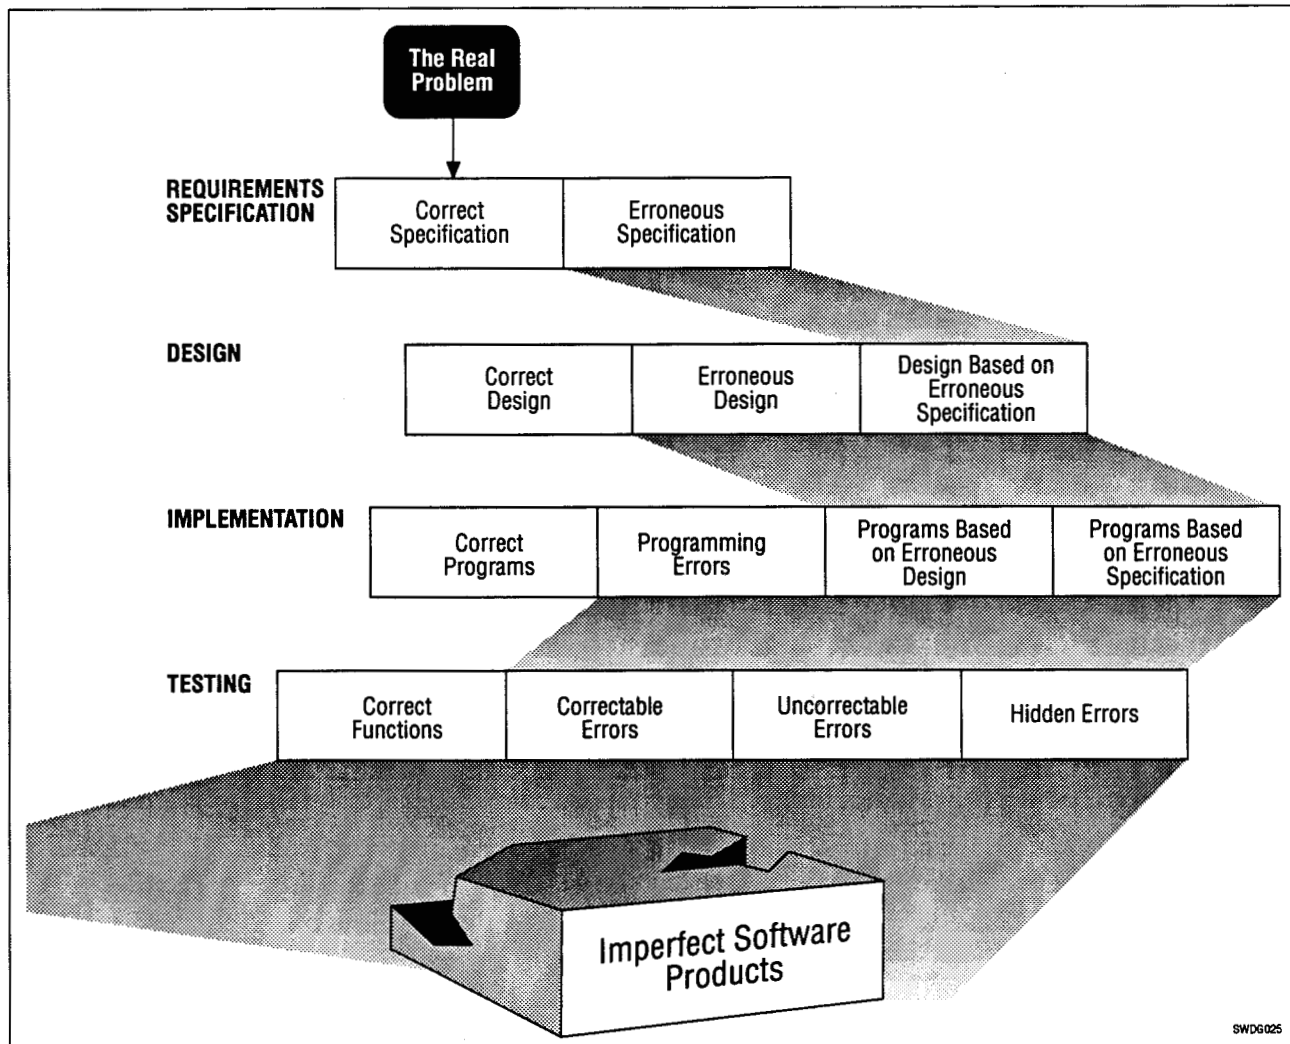 The Real
Problem
REQUIREMENTS
SPECIFICATION
Correct
Specification
Erroneous
Specification
DESIGN
Correct
Design
Erroneous
Design
Design Based on
Erroneous
Specification
IMPLEMENTATION
Correct
Programs
Programming
Errors
Programs Based
on Erroneous
Design
Programs Based
on Erroneous
Specification
TESTING
Correct
Functions
Correctable
Errors
Uncorrectable
Errors
Hidden Errors
Imperfect Software
Products
SWDG025